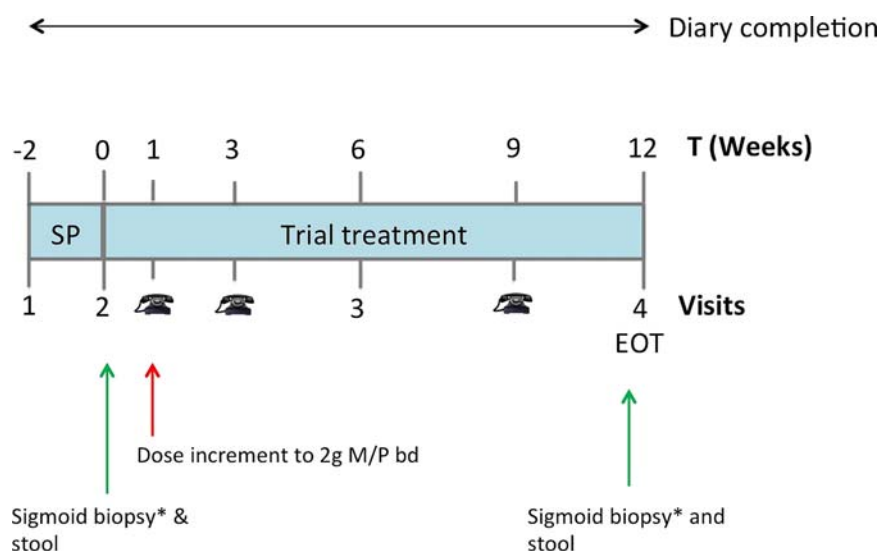 Diary completion
-2 0 1 3 6 9 12 T (Weeks)
SP Trial treatment
1 2 3 4 Visits
EOT
Dose increment to 2g M/P bd
Sigmoid biopsy* &
stool
Sigmoid biopsy* and
stool